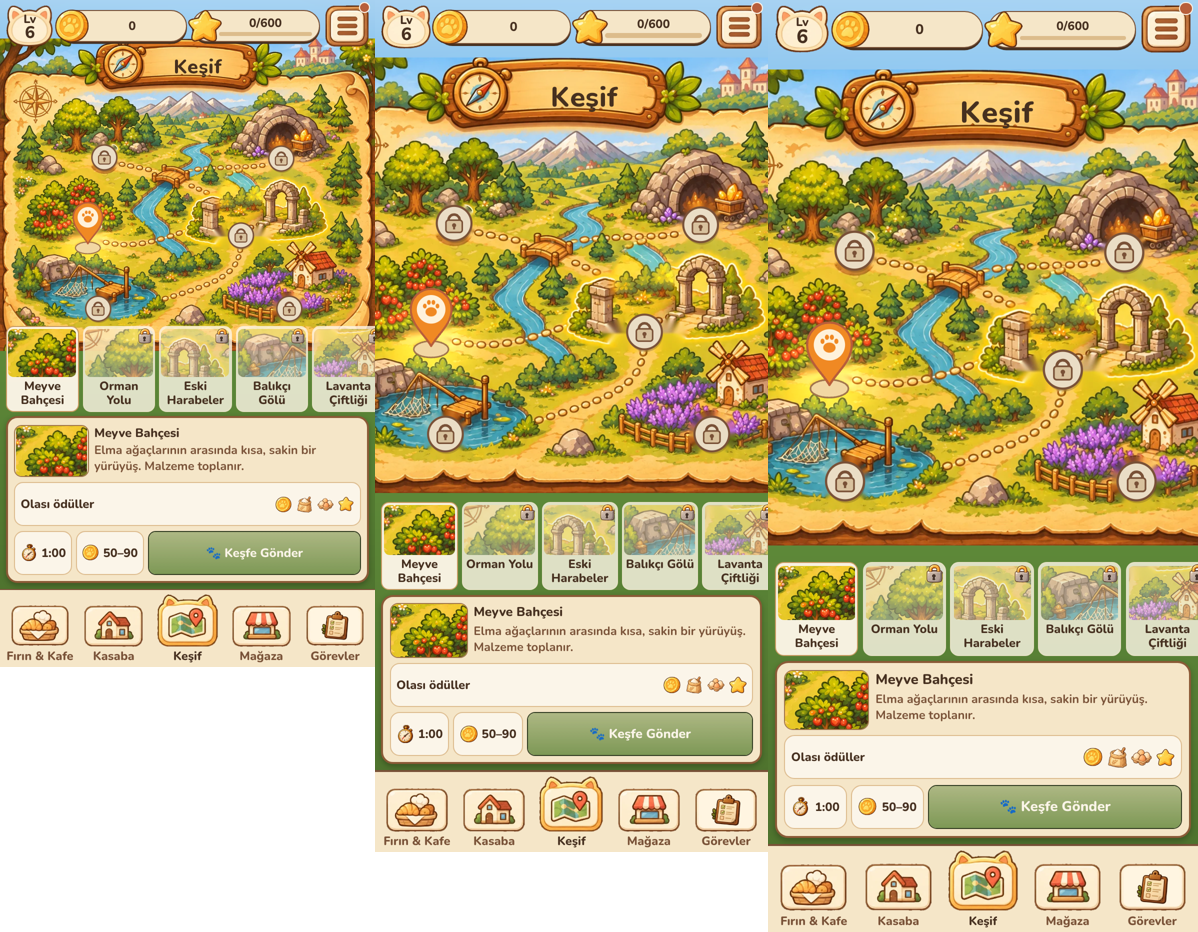 Lv
6
0
0/600
Keşif
Meyve
Bahçesi
Orman
Yolu
Eski
Harabeler
Balıkçı
Gölü
Lavanta
Çiftliği
Meyve Bahçesi
Elma ağaçlarının arasında kısa, sakin bir
yürüyüş. Malzeme toplanır.
Olası ödüller
1:00
50–90
Keşfe Gönder
Fırın & Kafe
Kasaba
Keşif
Mağaza
Görevler
Lv
6
0
0/600
Keşif
Meyve
Bahçesi
Orman Yolu
Eski
Harabeler
Balıkçı Gölü
Lavanta
Çiftliği
Meyve Bahçesi
Elma ağaçlarının arasında kısa, sakin bir yürüyüş.
Malzeme toplanır.
Olası ödüller
1:00
50–90
Keşfe Gönder
Fırın & Kafe
Kasaba
Keşif
Mağaza
Görevler
Lv
6
0
0/600
Keşif
Meyve
Bahçesi
Orman Yolu
Eski
Harabeler
Balıkçı Gölü
Lavanta
Çiftliği
Meyve Bahçesi
Elma ağaçlarının arasında kısa, sakin bir yürüyüş.
Malzeme toplanır.
Olası ödüller
1:00
50–90
Keşfe Gönder
Fırın & Kafe
Kasaba
Keşif
Mağaza
Görevler